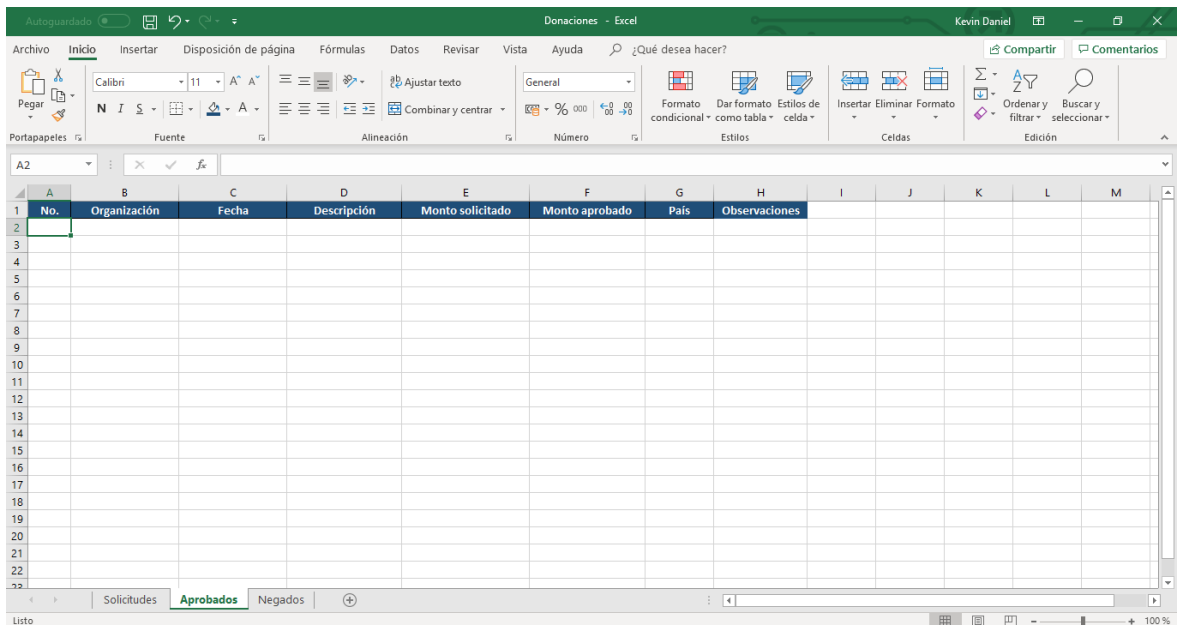 Autoguardado Donaciones - Excel Kevin Daniel
Archivo Inicio Insertar Disposición de página Fórmulas Datos Revisar Vista Ayuda ¿Qué desea hacer? Compartir Comentarios
Pegar
Calibri 11
N I S A
Ajustar texto
Combinar y centrar
General
% 000
Formato condicional
Dar formato como tabla
Estilos de celda
Insertar Eliminar Formato
Ordenar y filtrar
Buscar y seleccionar
Portapapeles Fuente Alineación Número Estilos Celdas Edición
A2 fx
A B C D E F G H I J K L M
1 No. Organización Fecha Descripción Monto solicitado Monto aprobado País Observaciones
2
3
4
5
6
7
8
9
10
11
12
13
14
15
16
17
18
19
20
21
22
23
Solicitudes Aprobados Negados
Listo 100 %